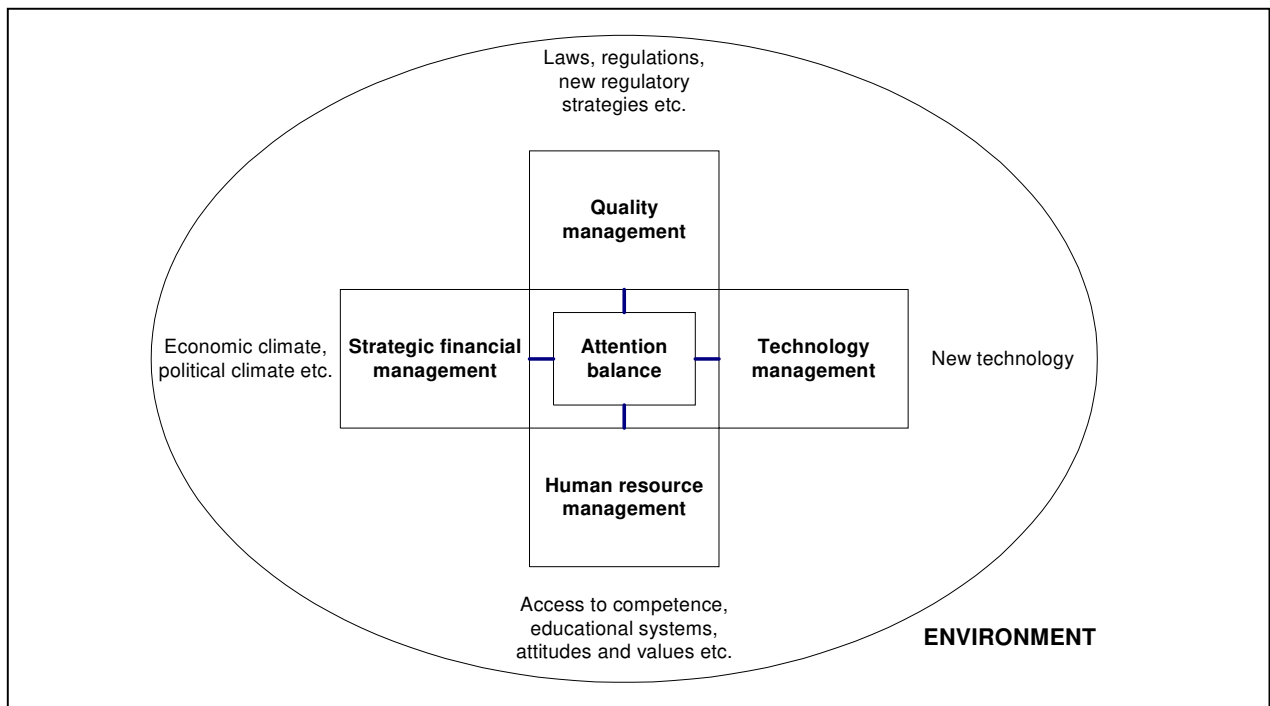 Laws, regulations,
new regulatory
strategies etc.
Quality
management
Economic climate,
political climate etc.
Strategic financial
management
Attention
balance
Technology
management
New technology
Human resource
management
Access to competence,
educational systems,
attitudes and values etc.
ENVIRONMENT